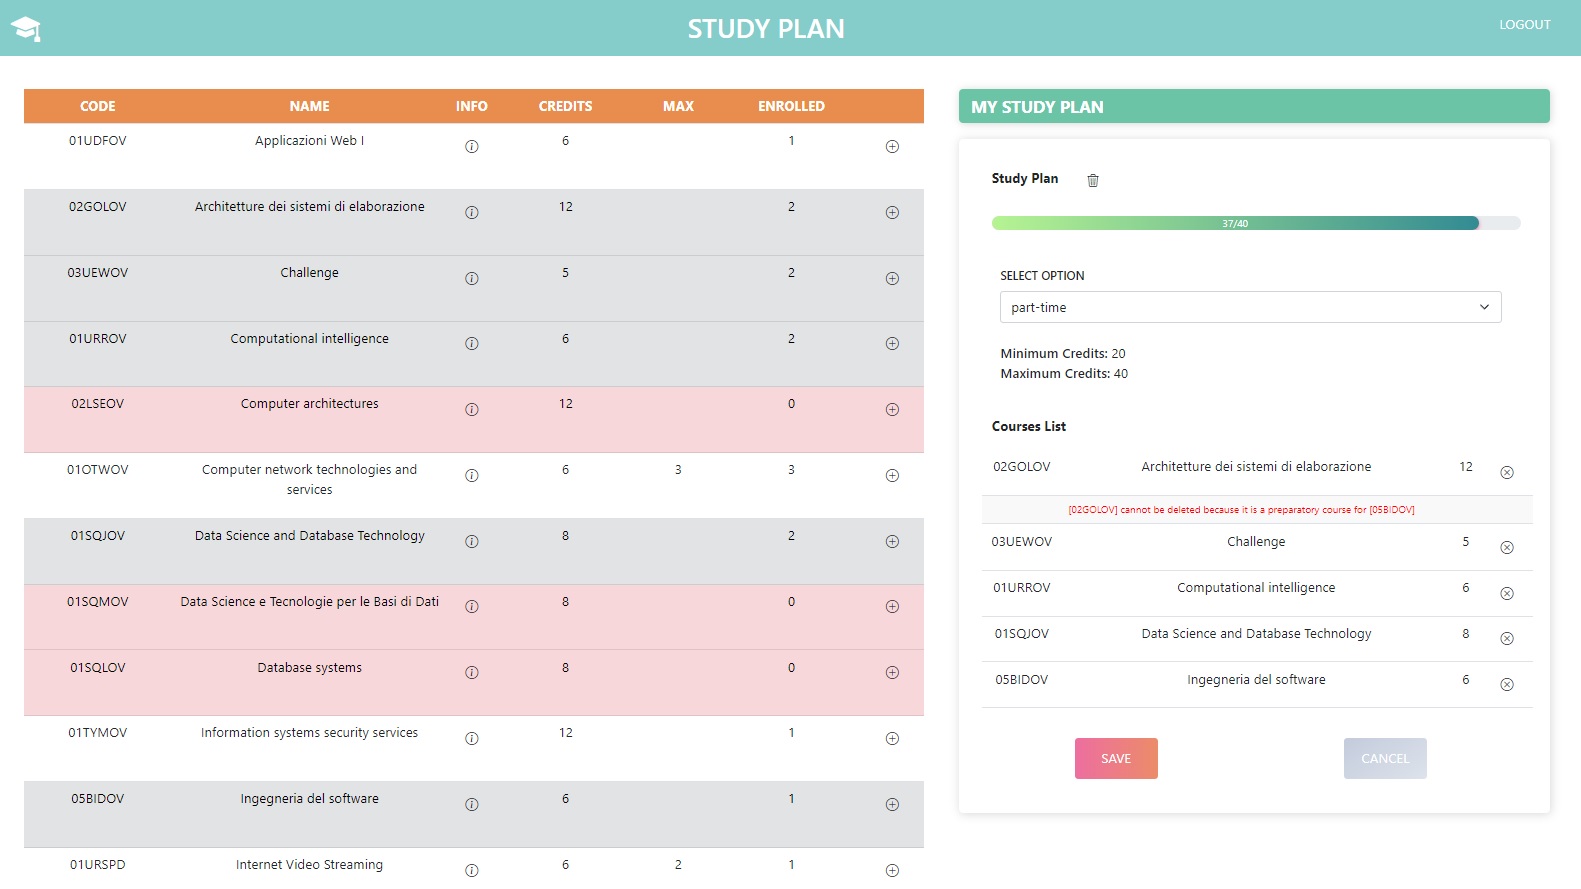 STUDY PLAN
LOGOUT
CODE NAME INFO CREDITS MAX ENROLLED
01UDFOV Applicazioni Web I 6 1
02GOLOV Architetture dei sistemi di elaborazione 12 2
03UEWOV Challenge 5 2
01URROV Computational intelligence 6 2
02LSEOV Computer architectures 12 0
01OTWOV Computer network technologies and 6 3 3
services
01SQJOV Data Science and Database Technology 8 2
01SQMOV Data Science e Tecnologie per le Basi di Dati 8 0
01SQLOV Database systems 8 0
01TYMOV Information systems security services 12 1
05BIDOV Ingegneria del software 6 1
01URSPD Internet Video Streaming 6 2 1
MY STUDY PLAN
Study Plan
37/40
SELECT OPTION
part-time
Minimum Credits: 20
Maximum Credits: 40
Courses List
02GOLOV Architetture dei sistemi di elaborazione 12
[02GOLOV] cannot be deleted because it is a preparatory course for [05BIDOV]
03UEWOV Challenge 5
01URROV Computational intelligence 6
01SQJOV Data Science and Database Technology 8
05BIDOV Ingegneria del software 6
SAVE CANCEL